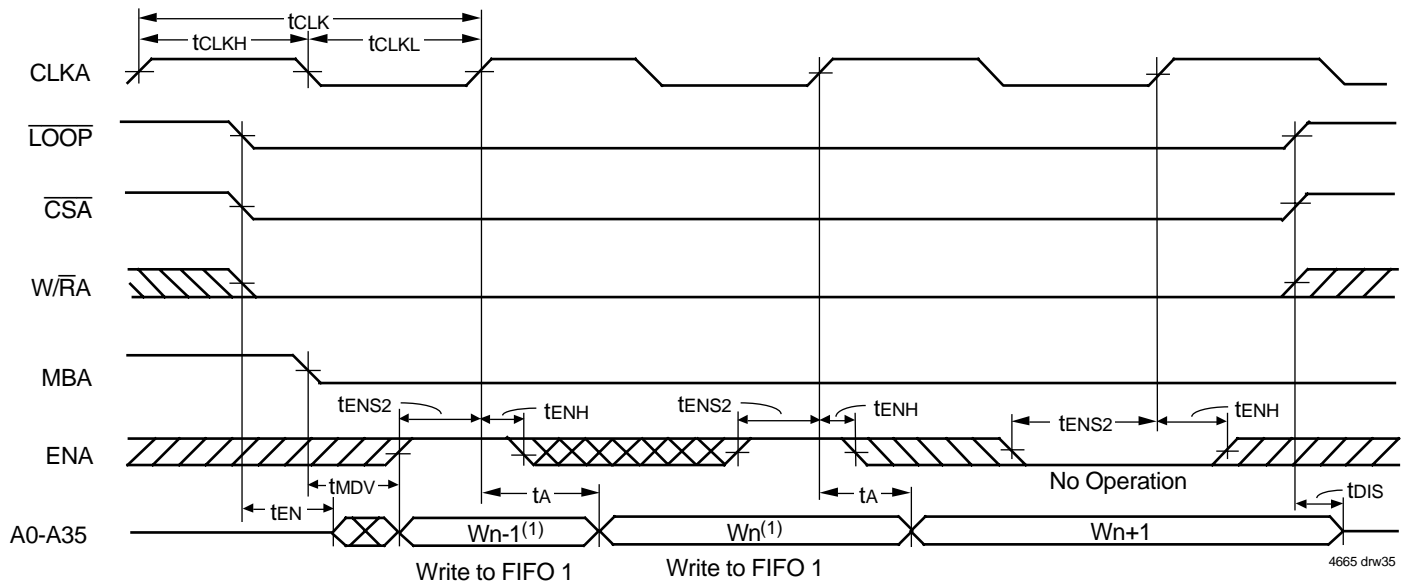 tCLK
tCLKH
tCLKL
CLKA
LOOP
CSA
W/RA
MBA
tENS2
tENH
tENS2
tENH
tENS2
tENH
ENA
No Operation
tMDV
tA
tA
tDIS
tEN
A0-A35
Wn-1(1)
Wn(1)
Wn+1
4665 drw35
Write to FIFO 1
Write to FIFO 1